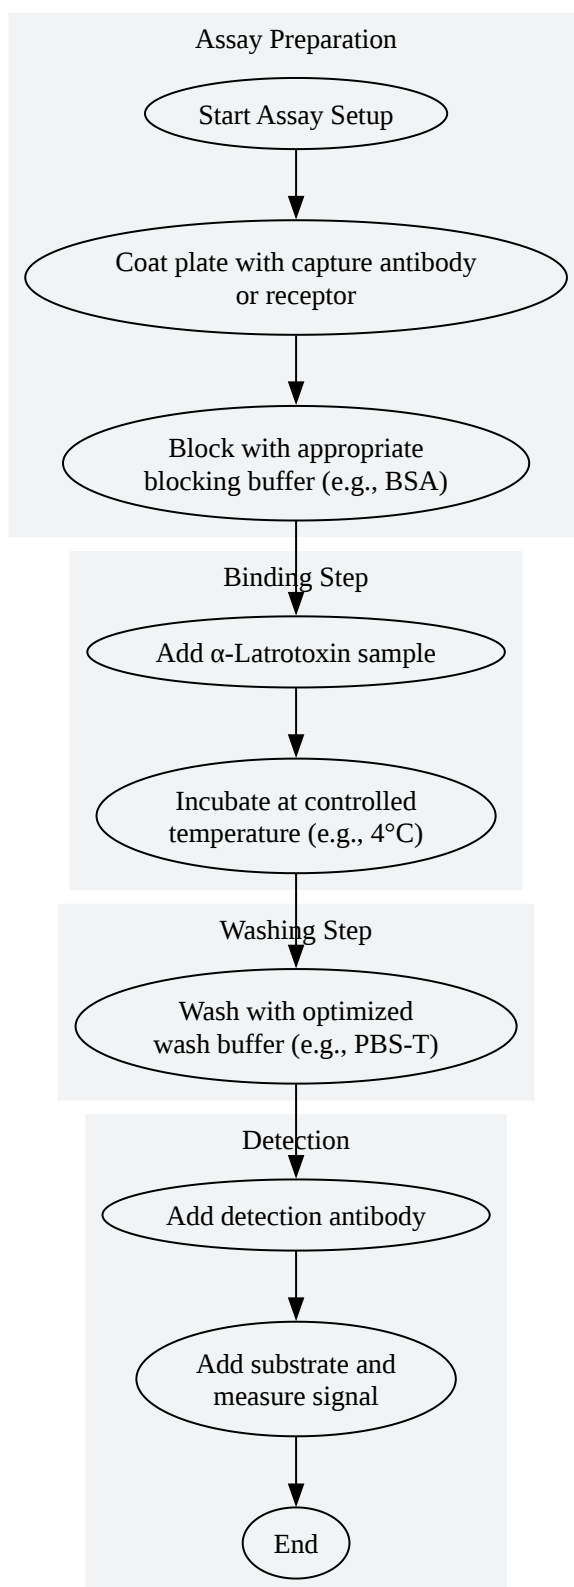 Assay Preparation
Start Assay Setup
Coat plate with capture antibody
or receptor
Block with appropriate
blocking buffer (e.g., BSA)
Binding Step
Add α-Latrotoxin sample
Incubate at controlled
temperature (e.g., 4°C)
Washing Step
Wash with optimized
wash buffer (e.g., PBS-T)
Detection
Add detection antibody
Add substrate and
measure signal
End